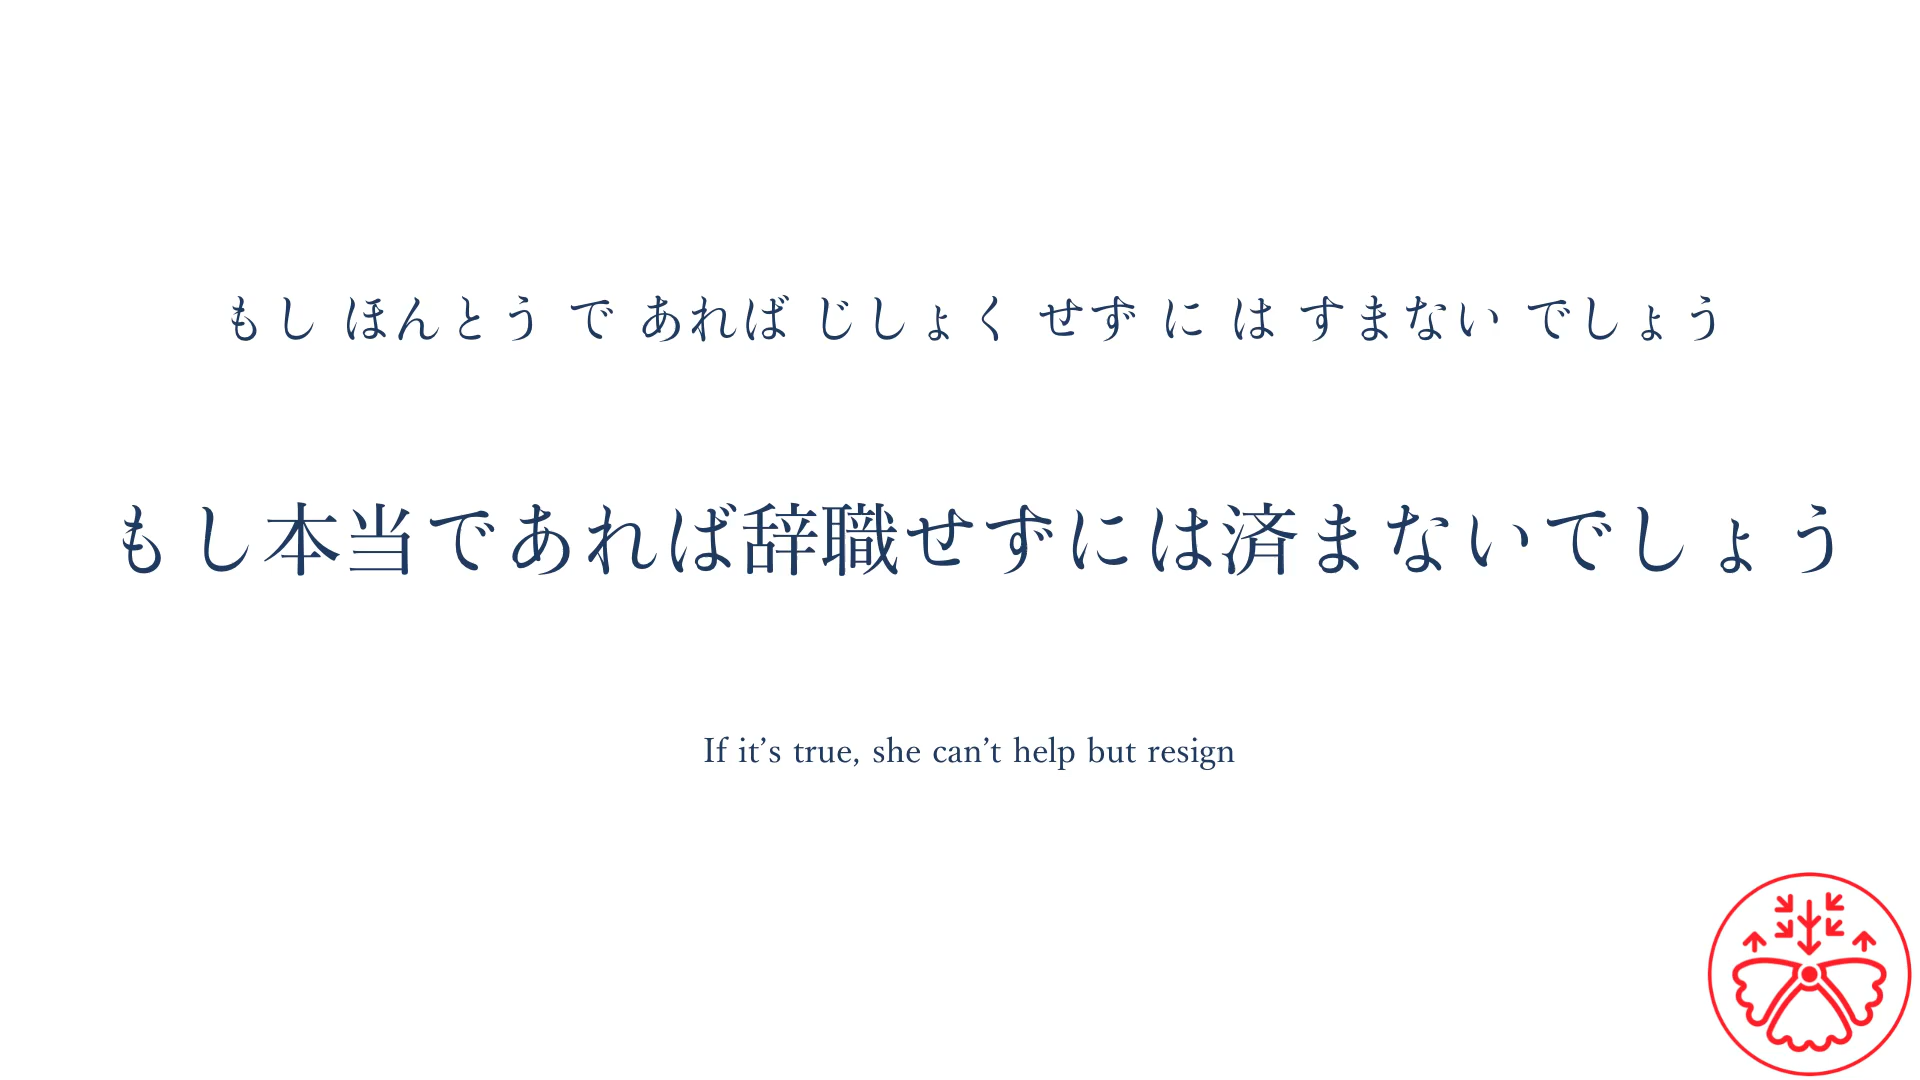 もし ほんとう で あれば じしょく せず に は すまない でしょう
もし本当であれば辞職せずには済まないでしょう
If it’s true, she can’t help but resign